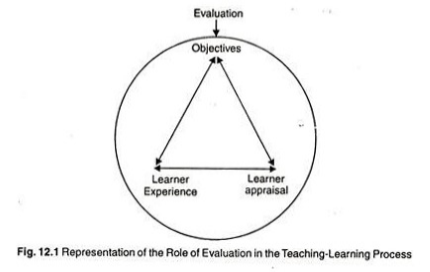 Evaluation
Objectives
Learner
Experience
Learner
appraisal
Fig. 12.1 Representation of the Role of Evaluation in the Teaching-Learning Process